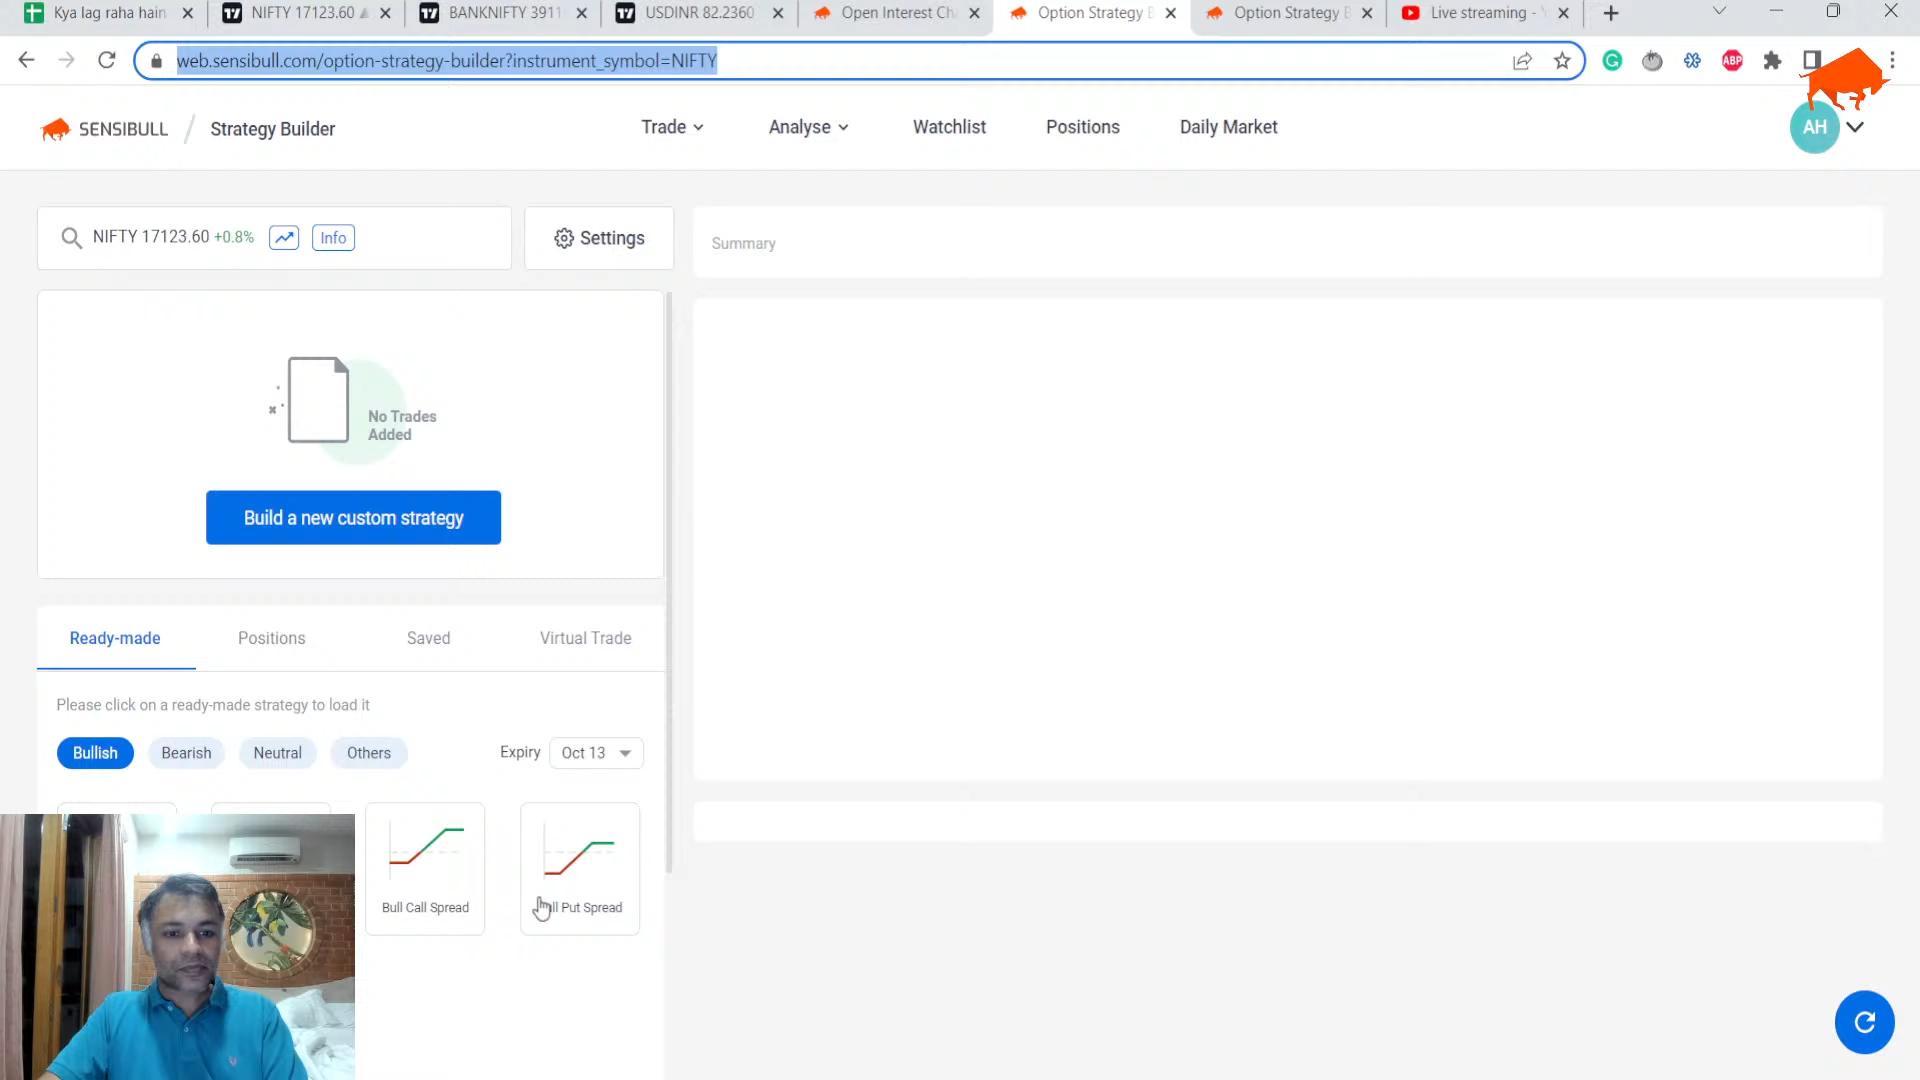 Kya lag raha hain
NIFTY 17123.60
BANKNIFTY 3911
USDINR 82.2360
Open Interest Ch
Option Strategy B
Option Strategy B
Live streaming -
web.sensibull.com/option-strategy-builder?instrument_symbol=NIFTY
ABP
SENSIBULL / Strategy Builder
Trade
Analyse
Watchlist
Positions
Daily Market
AH
NIFTY 17123.60 +0.8%
Info
Settings
Summary
No Trades
Added
Build a new custom strategy
Ready-made
Positions
Saved
Virtual Trade
Please click on a ready-made strategy to load it
Bullish
Bearish
Neutral
Others
Expiry
Oct 13
Bull Call Spread
Put Spread